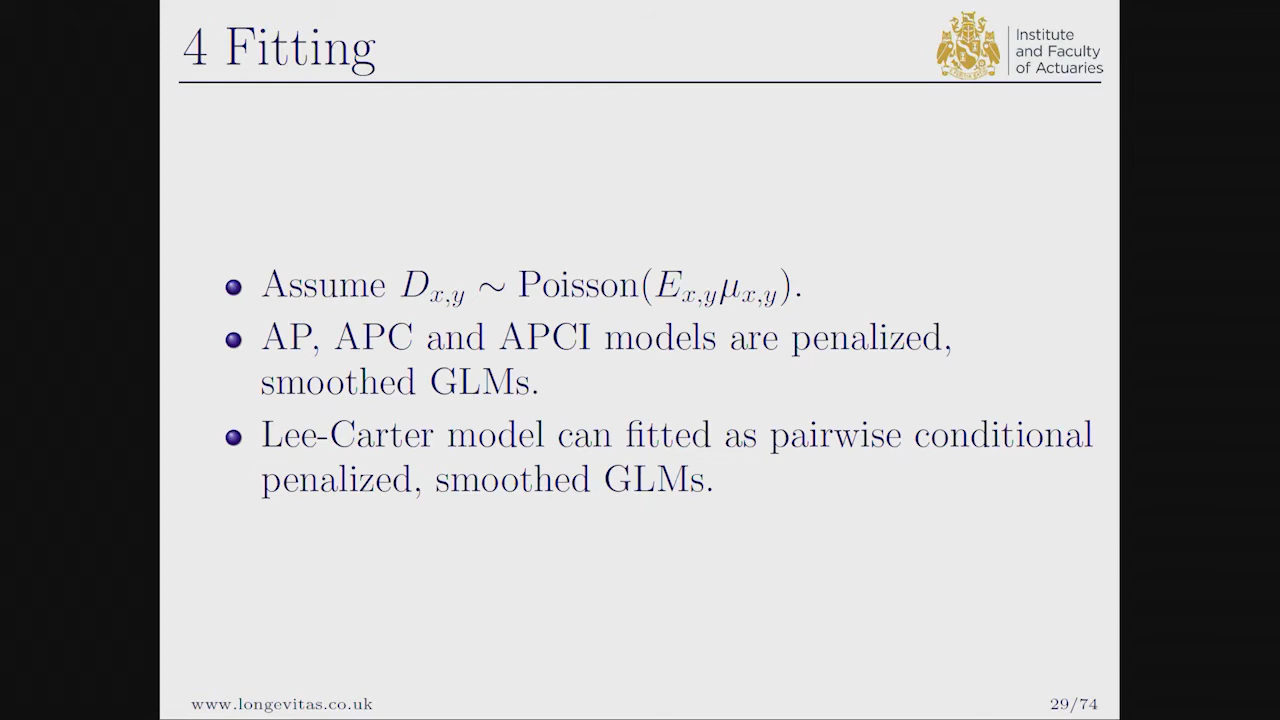 4 Fitting
Institute
and Faculty
of Actuaries
Assume D_{x,y} ∼ Poisson(E_{x,y}μ_{x,y}).
AP, APC and APCI models are penalized,
smoothed GLMs.
Lee-Carter model can fitted as pairwise conditional
penalized, smoothed GLMs.
www.longevitas.co.uk
29/74